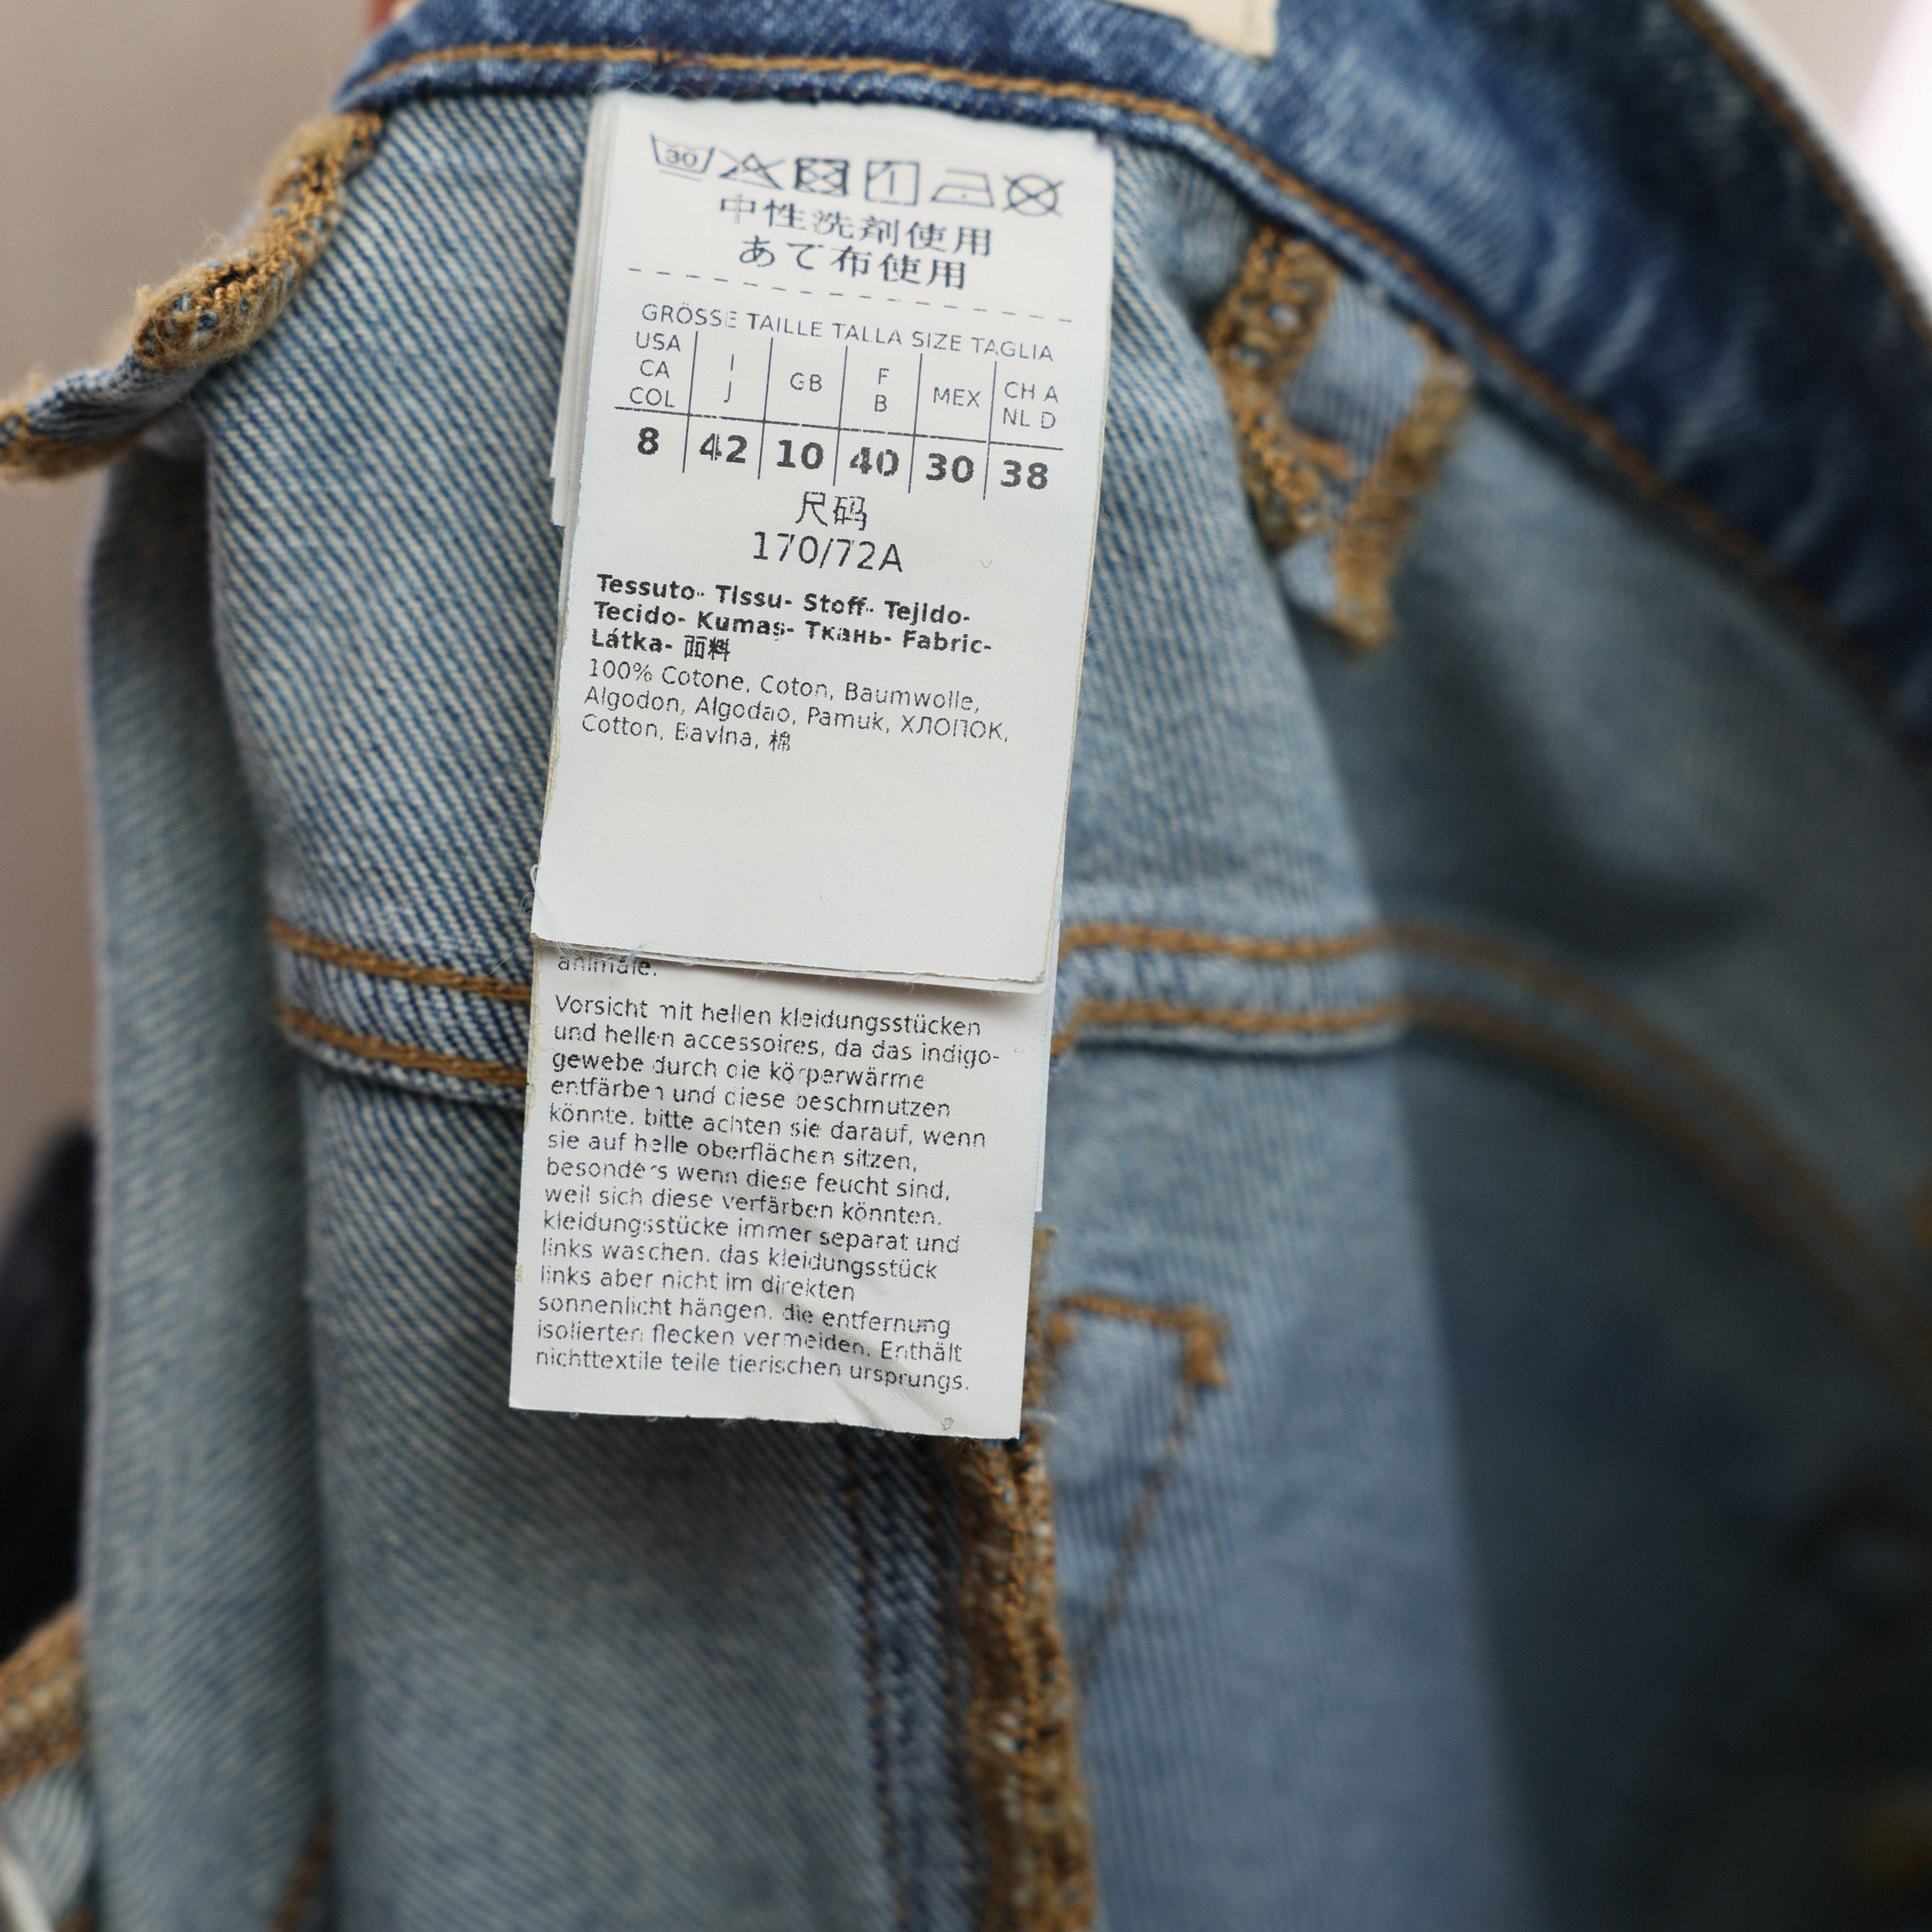 30
中性洗剤使用
あて布使用
GRÖSSE TAILLE TALLA SIZE TAGLIA
USA CA COL | I J | GB | F B | MEX | CH A NL D
8 | 42 | 10 | 40 | 30 | 38
尺码
170/72A
Tessuto- Tissu- Stoff- Tejido-
Tecido- Kumaş- Ткань- Fabric-
Látka- 面料
100% Cotone, Coton, Baumwolle,
Algodon, Algodao, Pamuk, ХЛОПОК,
Cotton, Bavlna, 棉
animale.
Vorsicht mit hellen kleidungsstücken
und hellen accessoires, da das indigo-
gewebe durch die körperwärme
entfärben und diese beschmutzen
könnte. bitte achten sie darauf, wenn
sie auf helle oberflächen sitzen,
besonders wenn diese feucht sind,
weil sich diese verfärben könnten.
kleidungsstücke immer separat und
links waschen. das kleidungsstück
links aber nicht im direkten
sonnenlicht hängen. die entfernung
isolierten flecken vermeiden. Enthält
nichttextile teile tierischen ursprungs.